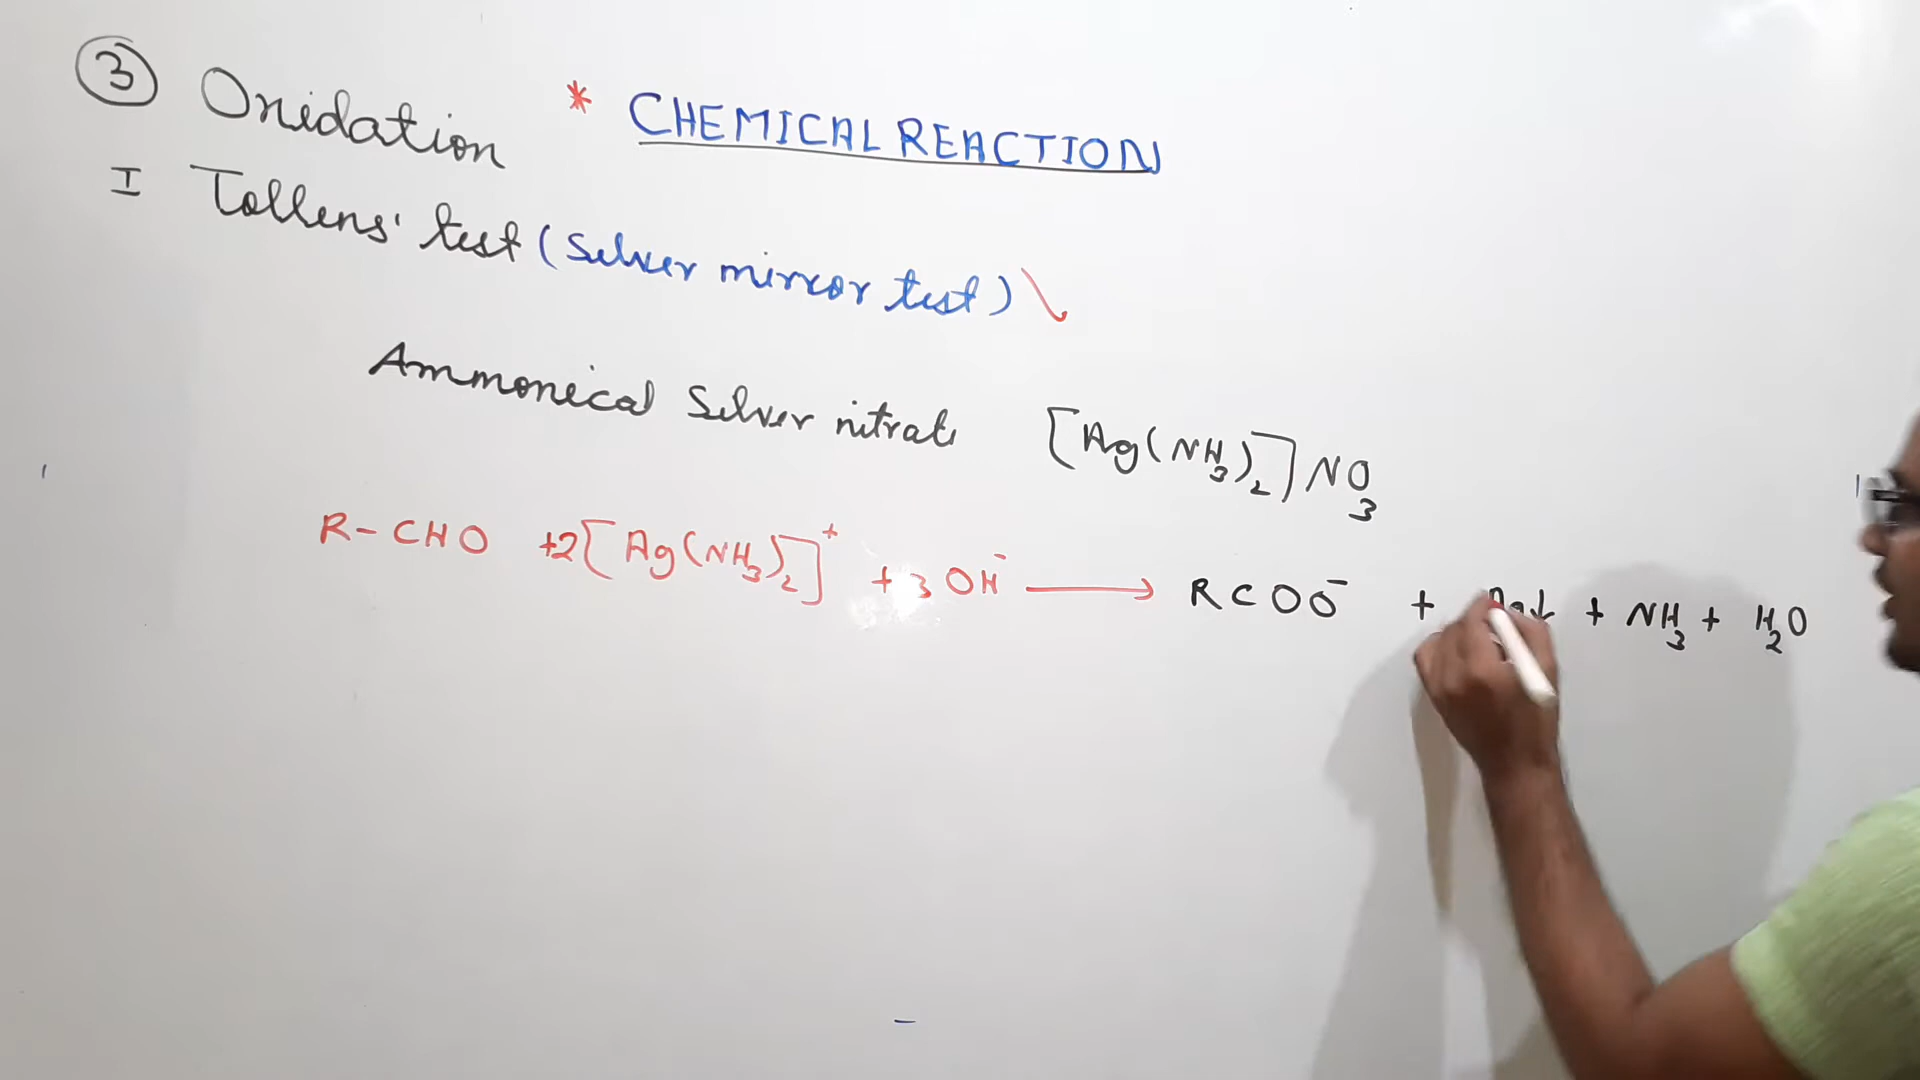 3 Oxidation * CHEMICAL REACTION
I Tollens' test (Silver mirror test)
Ammonical Silver nitrate [Ag(NH3)2]NO3
R-CHO +2[Ag(NH3)2]+ + 3OH- ⟶ RCOO- + Ag↓ + NH3 + H2O